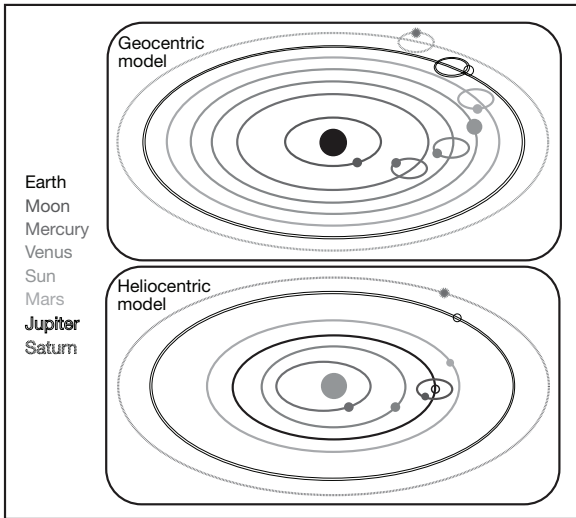 Geocentric
model
Earth
Moon
Mercury
Venus
Sun
Mars
Jupiter
Saturn
Heliocentric
model